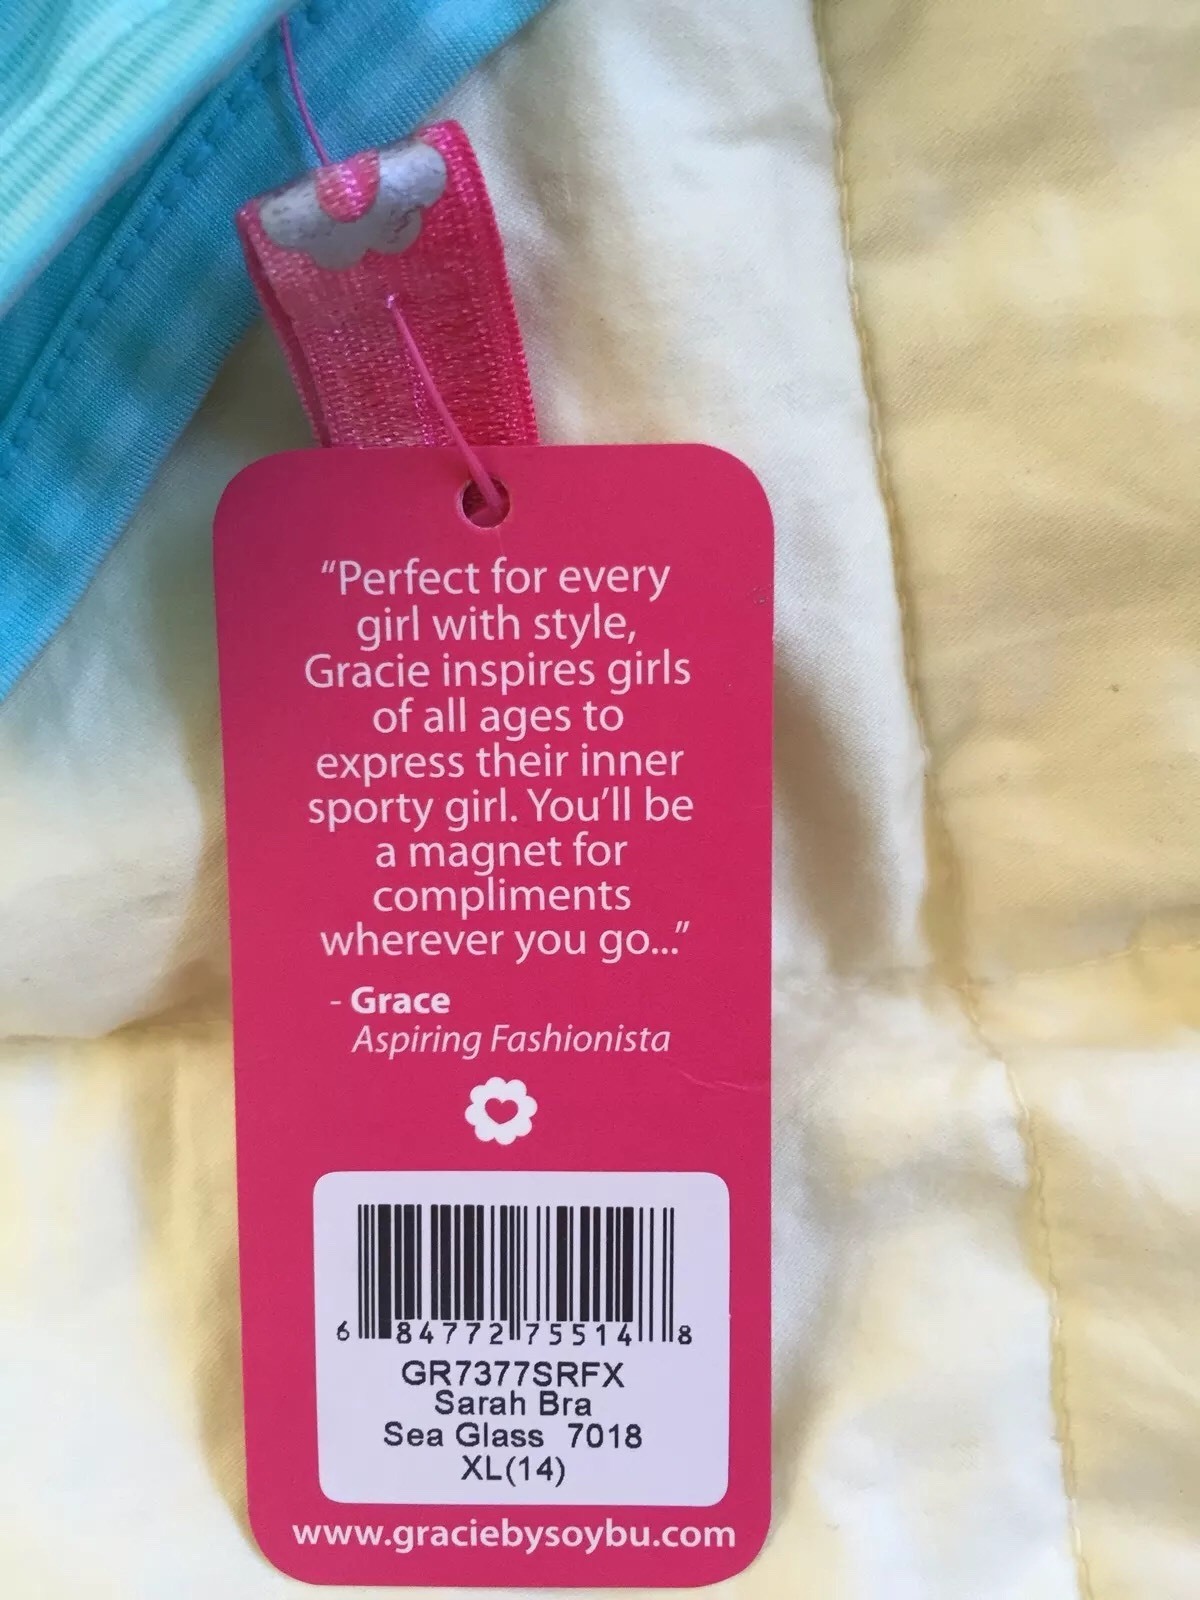 “Perfect for every
girl with style,
Gracie inspires girls
of all ages to
express their inner
sporty girl. You’ll be
a magnet for
compliments
wherever you go...”
- Grace
Aspiring Fashionista
6 84772 75514 8
GR7377SRFX
Sarah Bra
Sea Glass 7018
XL(14)
www.graciebysoybu.com